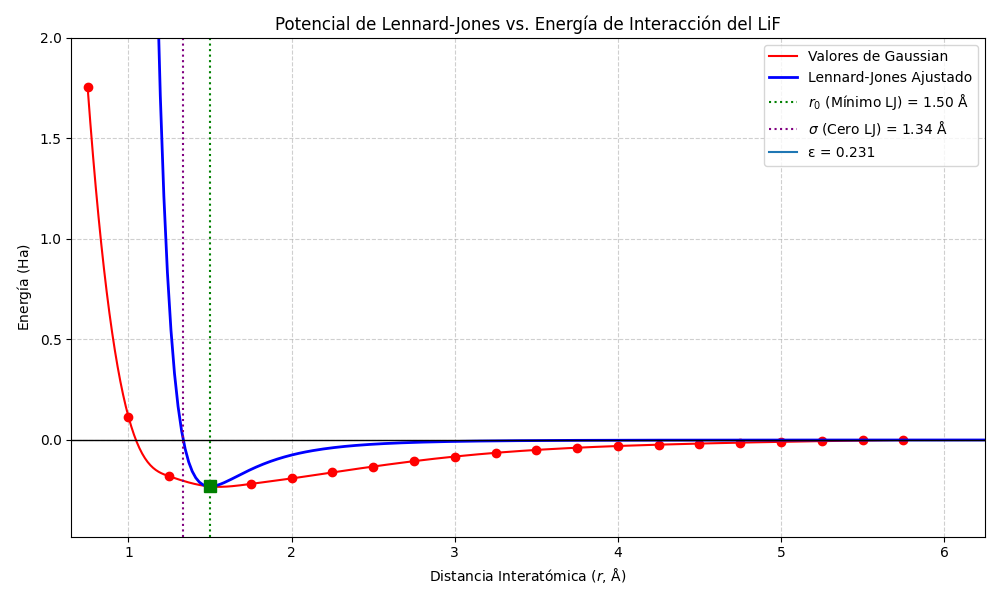 Potencial de Lennard-Jones vs. Energía de Interacción del LiF
Valores de Gaussian
Lennard-Jones Ajustado
r₀ (Mínimo LJ) = 1.50 Å
σ (Cero LJ) = 1.34 Å
ε = 0.231
Energía (Ha)
2.0
1.5
1.0
0.5
0.0
1 2 3 4 5 6
Distancia Interatómica (r, Å)